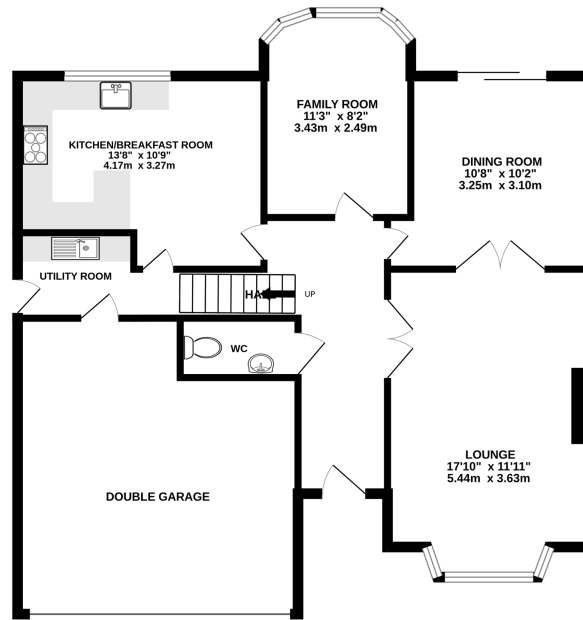 FAMILY ROOM
11'3" x 8'2"
3.43m x 2.49m
KITCHEN/BREAKFAST ROOM
13'8" x 10'9"
4.17m x 3.27m
DINING ROOM
10'8" x 10'2"
3.25m x 3.10m
UTILITY ROOM
HALL
UP
WC
LOUNGE
17'10" x 11'11"
5.44m x 3.63m
DOUBLE GARAGE